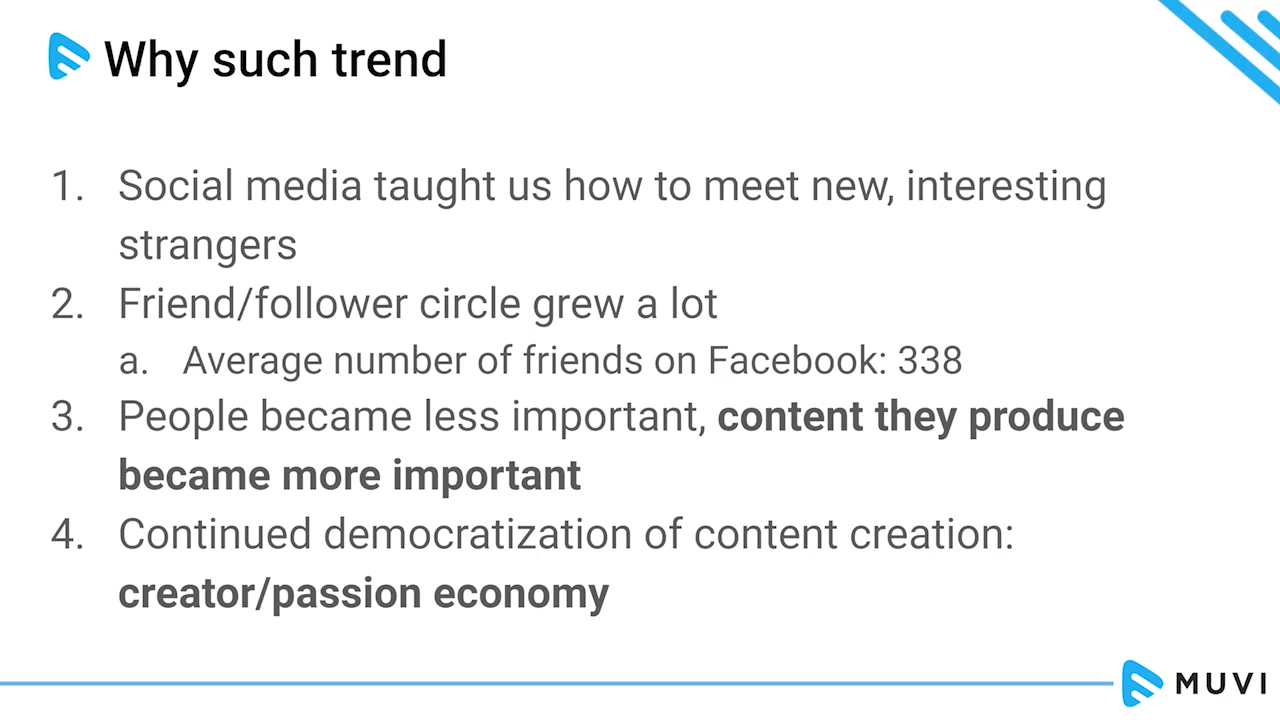 Why such trend
1. Social media taught us how to meet new, interesting
strangers
2. Friend/follower circle grew a lot
a. Average number of friends on Facebook: 338
3. People became less important, content they produce
became more important
4. Continued democratization of content creation:
creator/passion economy
MUVI